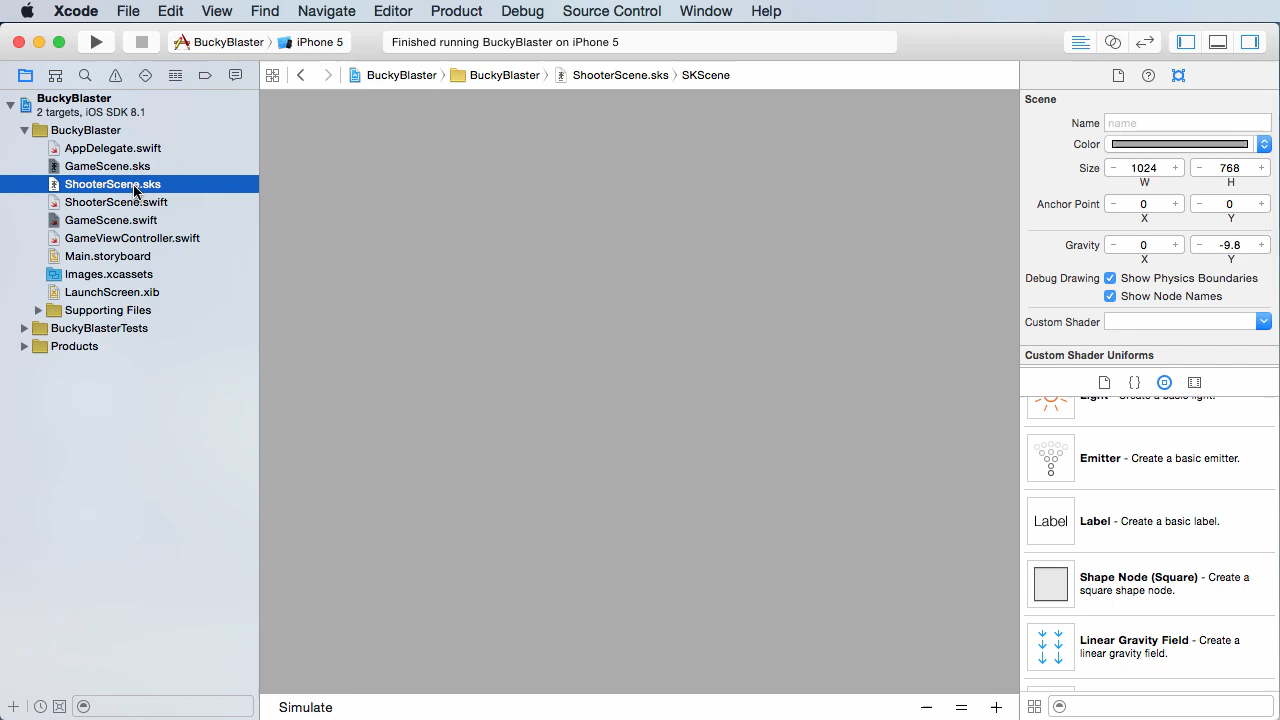 Xcode File Edit View Find Navigate Editor Product Debug Source Control Window Help
BuckyBlaster iPhone 5
Finished running BuckyBlaster on iPhone 5
BuckyBlaster BuckyBlaster ShooterScene.sks SKScene
BuckyBlaster
2 targets, iOS SDK 8.1
BuckyBlaster
AppDelegate.swift
GameScene.sks
ShooterScene.sks
ShooterScene.swift
GameScene.swift
GameViewController.swift
Main.storyboard
Images.xcassets
LaunchScreen.xib
Supporting Files
BuckyBlasterTests
Products
Simulate
Scene
Name name
Color
Size 1024 768
W H
Anchor Point 0 0
X Y
Gravity 0 -9.8
X Y
Debug Drawing Show Physics Boundaries
Show Node Names
Custom Shader
Custom Shader Uniforms
Light - Create a basic light.
Emitter - Create a basic emitter.
Label Label - Create a basic label.
Shape Node (Square) - Create a
square shape node.
Linear Gravity Field - Create a
linear gravity field.